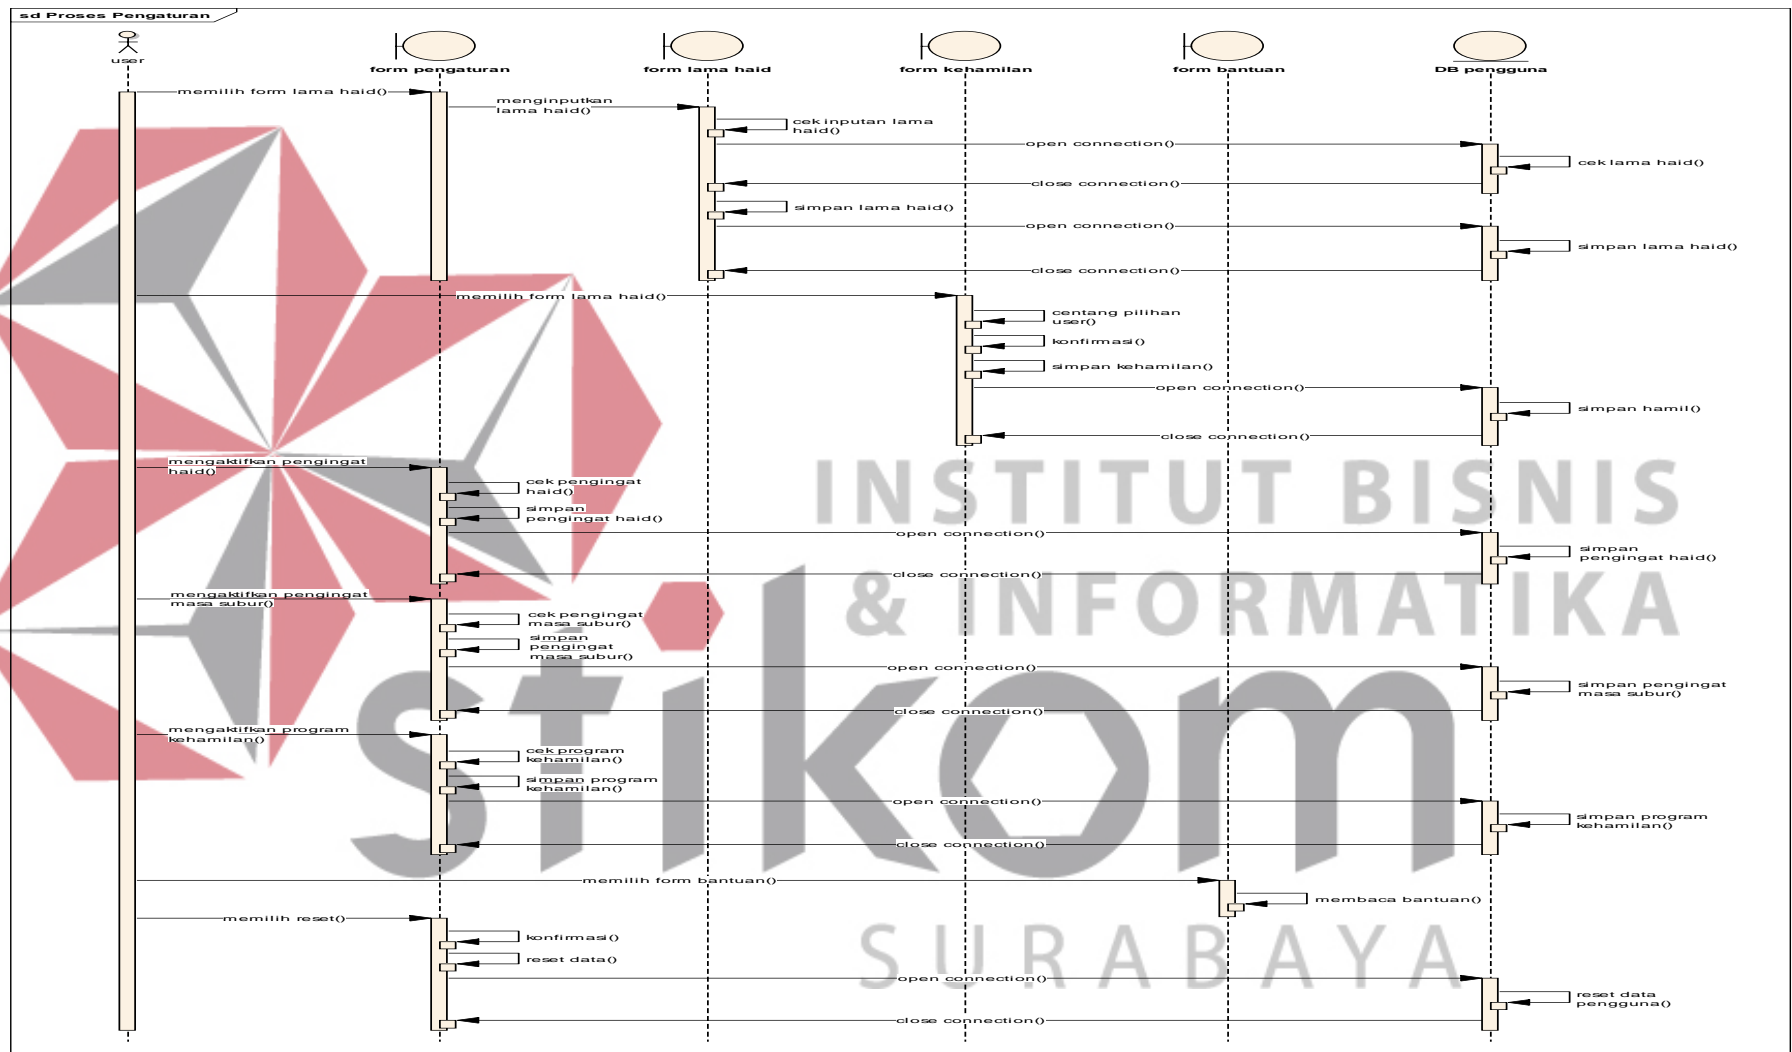 sd Proses Pengaturan
user
form pengaturan
form lama haid
form kehamilan
form bantuan
DB pengguna
memilih form lama haid()
menginputkan
lama haid()
cek inputan lama
haid()
open connection()
cek lama haid()
close connection()
simpan lama haid()
open connection()
simpan lama haid()
close connection()
memilih form lama haid()
centang pilihan
user()
konfirmasi()
simpan kehamilan()
open connection()
simpan hamil()
close connection()
mengaktifkan pengingat
haid()
cek pengingat
haid()
simpan
pengingat haid()
open connection()
simpan
pengingat haid()
close connection()
mengaktifkan pengingat
masa subur()
cek pengingat
masa subur()
simpan
pengingat
masa subur()
open connection()
simpan pengingat
masa subur()
close connection()
mengaktifkan program
kehamilan()
cek program
kehamilan()
simpan program
kehamilan()
open connection()
simpan program
kehamilan()
close connection()
memilih form bantuan()
membaca bantuan()
memilih reset()
konfirmasi()
reset data()
open connection()
reset data
pengguna()
close connection()
INSTITUT BISNIS
& INFORMATIKA
stikom
SURABAYA